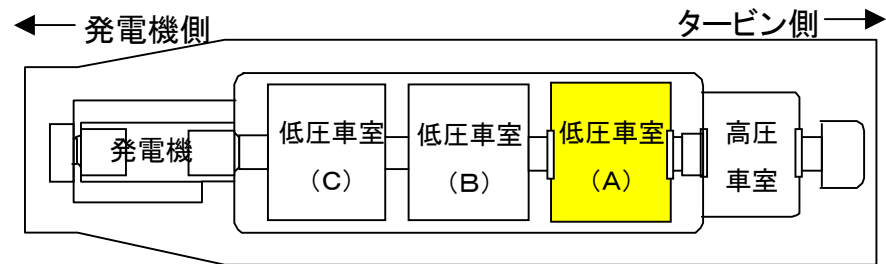 発電機側
タービン側
発電機
低圧車室
（C）
低圧車室
（B）
低圧車室
（A）
高圧
車室